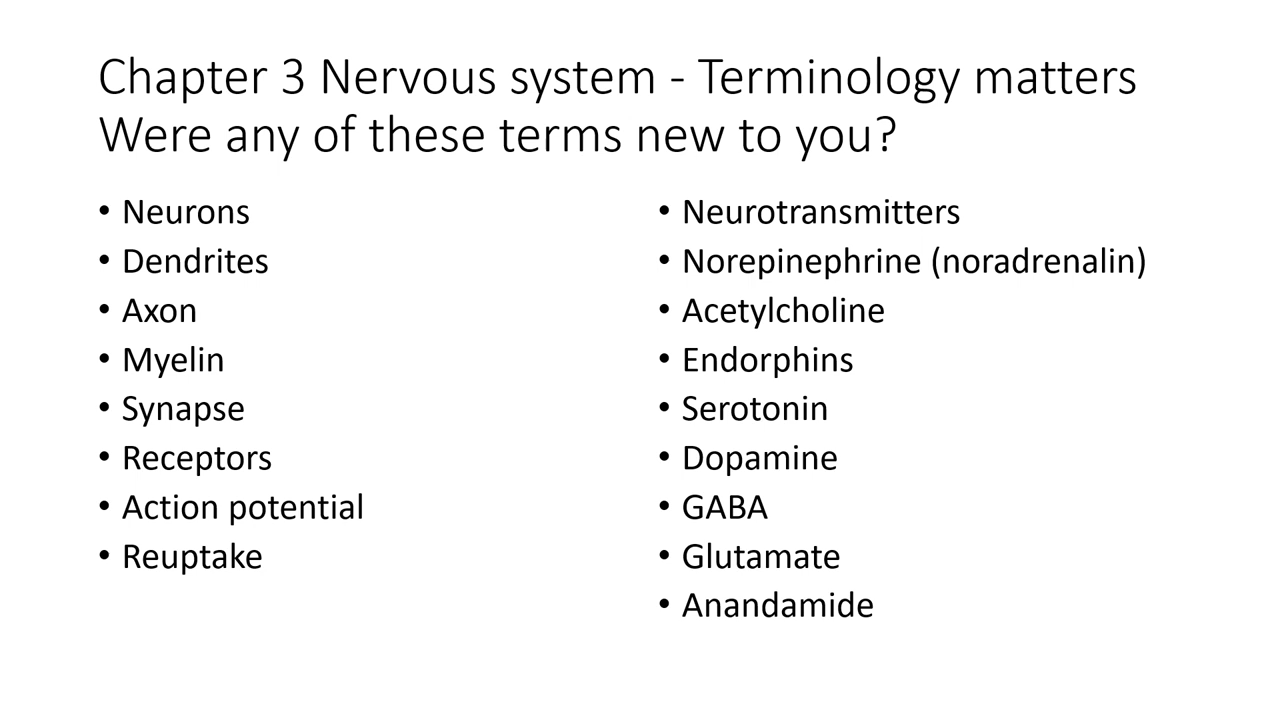 Chapter 3 Nervous system - Terminology matters
Were any of these terms new to you?
• Neurons
• Dendrites
• Axon
• Myelin
• Synapse
• Receptors
• Action potential
• Reuptake
• Neurotransmitters
• Norepinephrine (noradrenalin)
• Acetylcholine
• Endorphins
• Serotonin
• Dopamine
• GABA
• Glutamate
• Anandamide